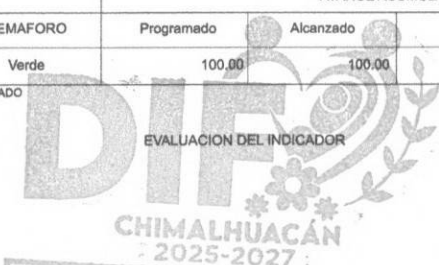 EMAFORO Programado Alcanzado
Verde 100.00 100.00
ADO
EVALUACION DEL INDICADOR
DIF
CHIMALHUACÁN
2025-2027